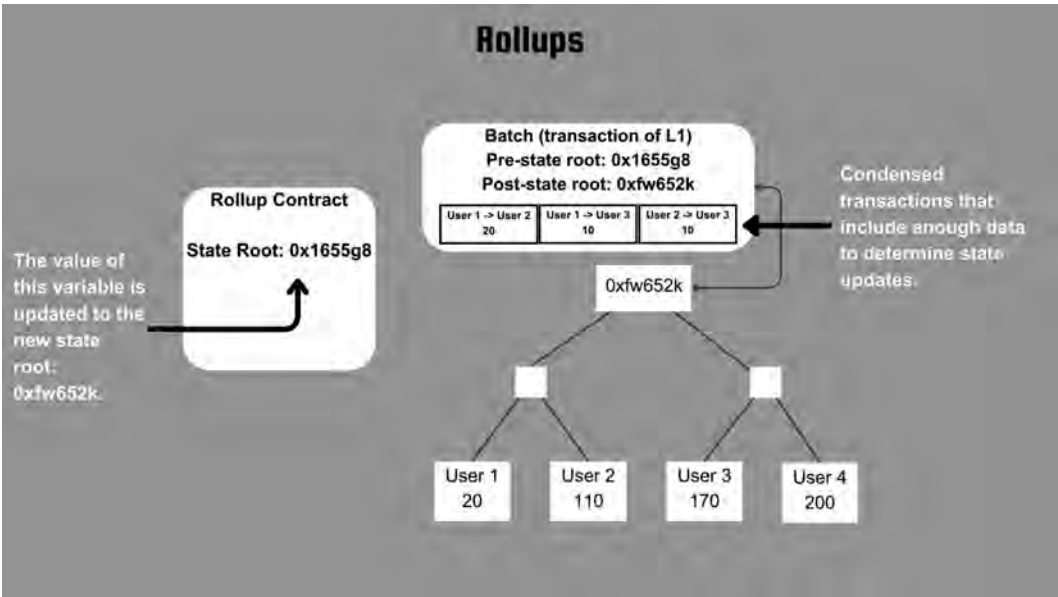 Rollups
Batch (transaction of L1)
Pre-state root: 0x1655g8
Post-state root: 0xfw652k
User 1 -> User 2
20
User 1 -> User 3
10
User 2 -> User 3
10
Condensed
transactions that
include enough data
to determine state
updates.
Rollup Contract
State Root: 0x1655g8
The value of
this variable is
updated to the
new state
root:
0xfw652k.
0xfw652k
User 1
20
User 2
110
User 3
170
User 4
200